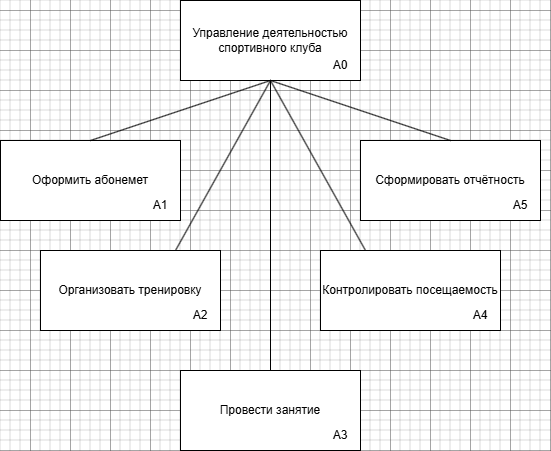 Управление деятельностью
спортивного клуба
A0
Оформить абонемет
A1
Сформировать отчётность
A5
Организовать тренировку
A2
Контролировать посещаемость
A4
Провести занятие
A3